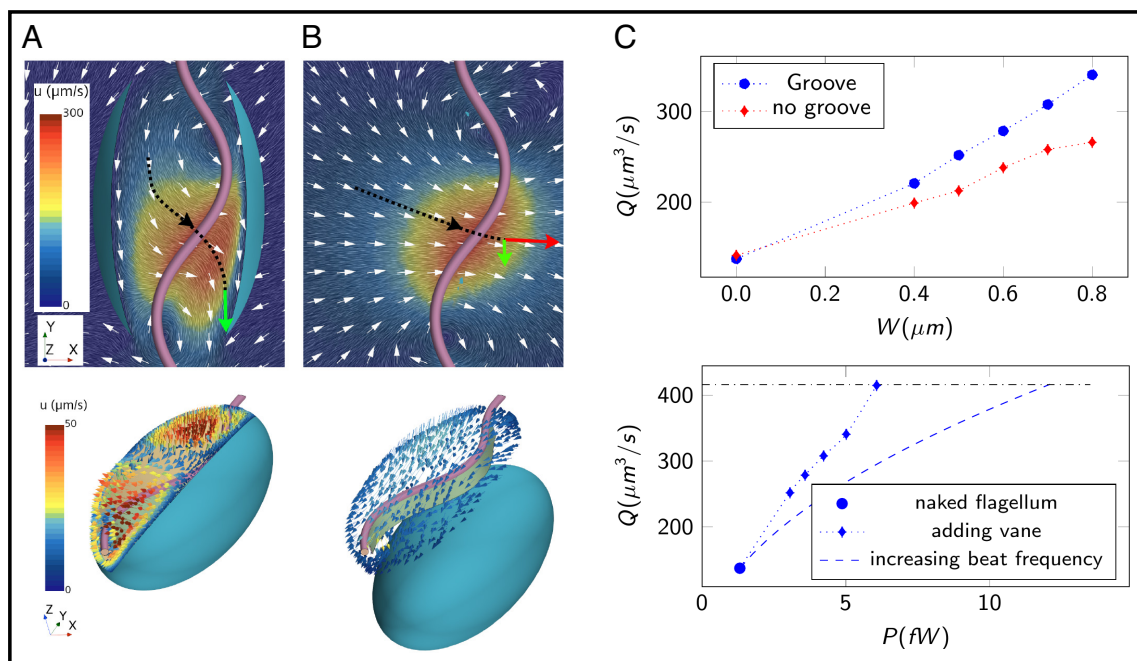 A
B
C
u (µm/s)
300
0
Y
Z
X
u (µm/s)
50
0
Z
Y
X
Groove
no groove
300
200
Q(µm³/s)
0.0
0.2
0.4
0.6
0.8
W(µm)
400
300
200
Q(µm³/s)
naked flagellum
adding vane
increasing beat frequency
0
5
10
P(fW)